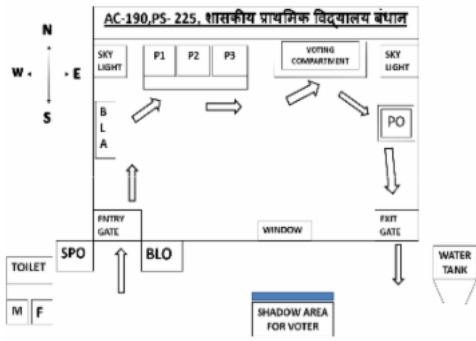 AC-190,PS- 225, शासकीय प्राथमिक विद्यालय बंधान
N
W E
S
SKY
LIGHT
P1 P2 P3
VOTING
COMPARTMENT
SKY
LIGHT
B
L
A
PO
ENTRY
GATE
WINDOW
EXIT
GATE
SPO
BLO
TOILET
M F
WATER
TANK
SHADOW AREA
FOR VOTER